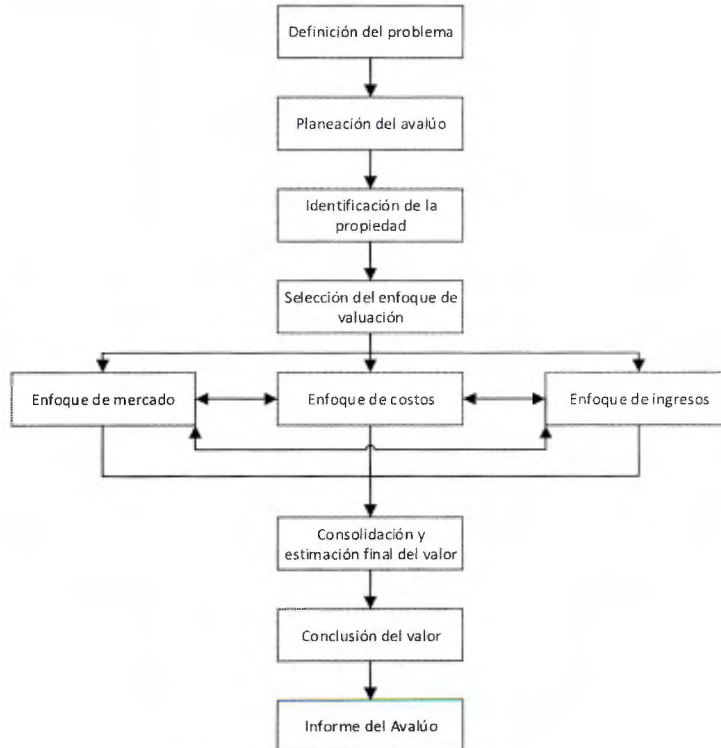 Definición del problema
Planeación del avalúo
Identificación de la
propiedad
Selección del enfoque de
valuación
Enfoque de mercado
Enfoque de costos
Enfoque de ingresos
Consolidación y
estimación final del valor
Conclusión del valor
Informe del Avalúo